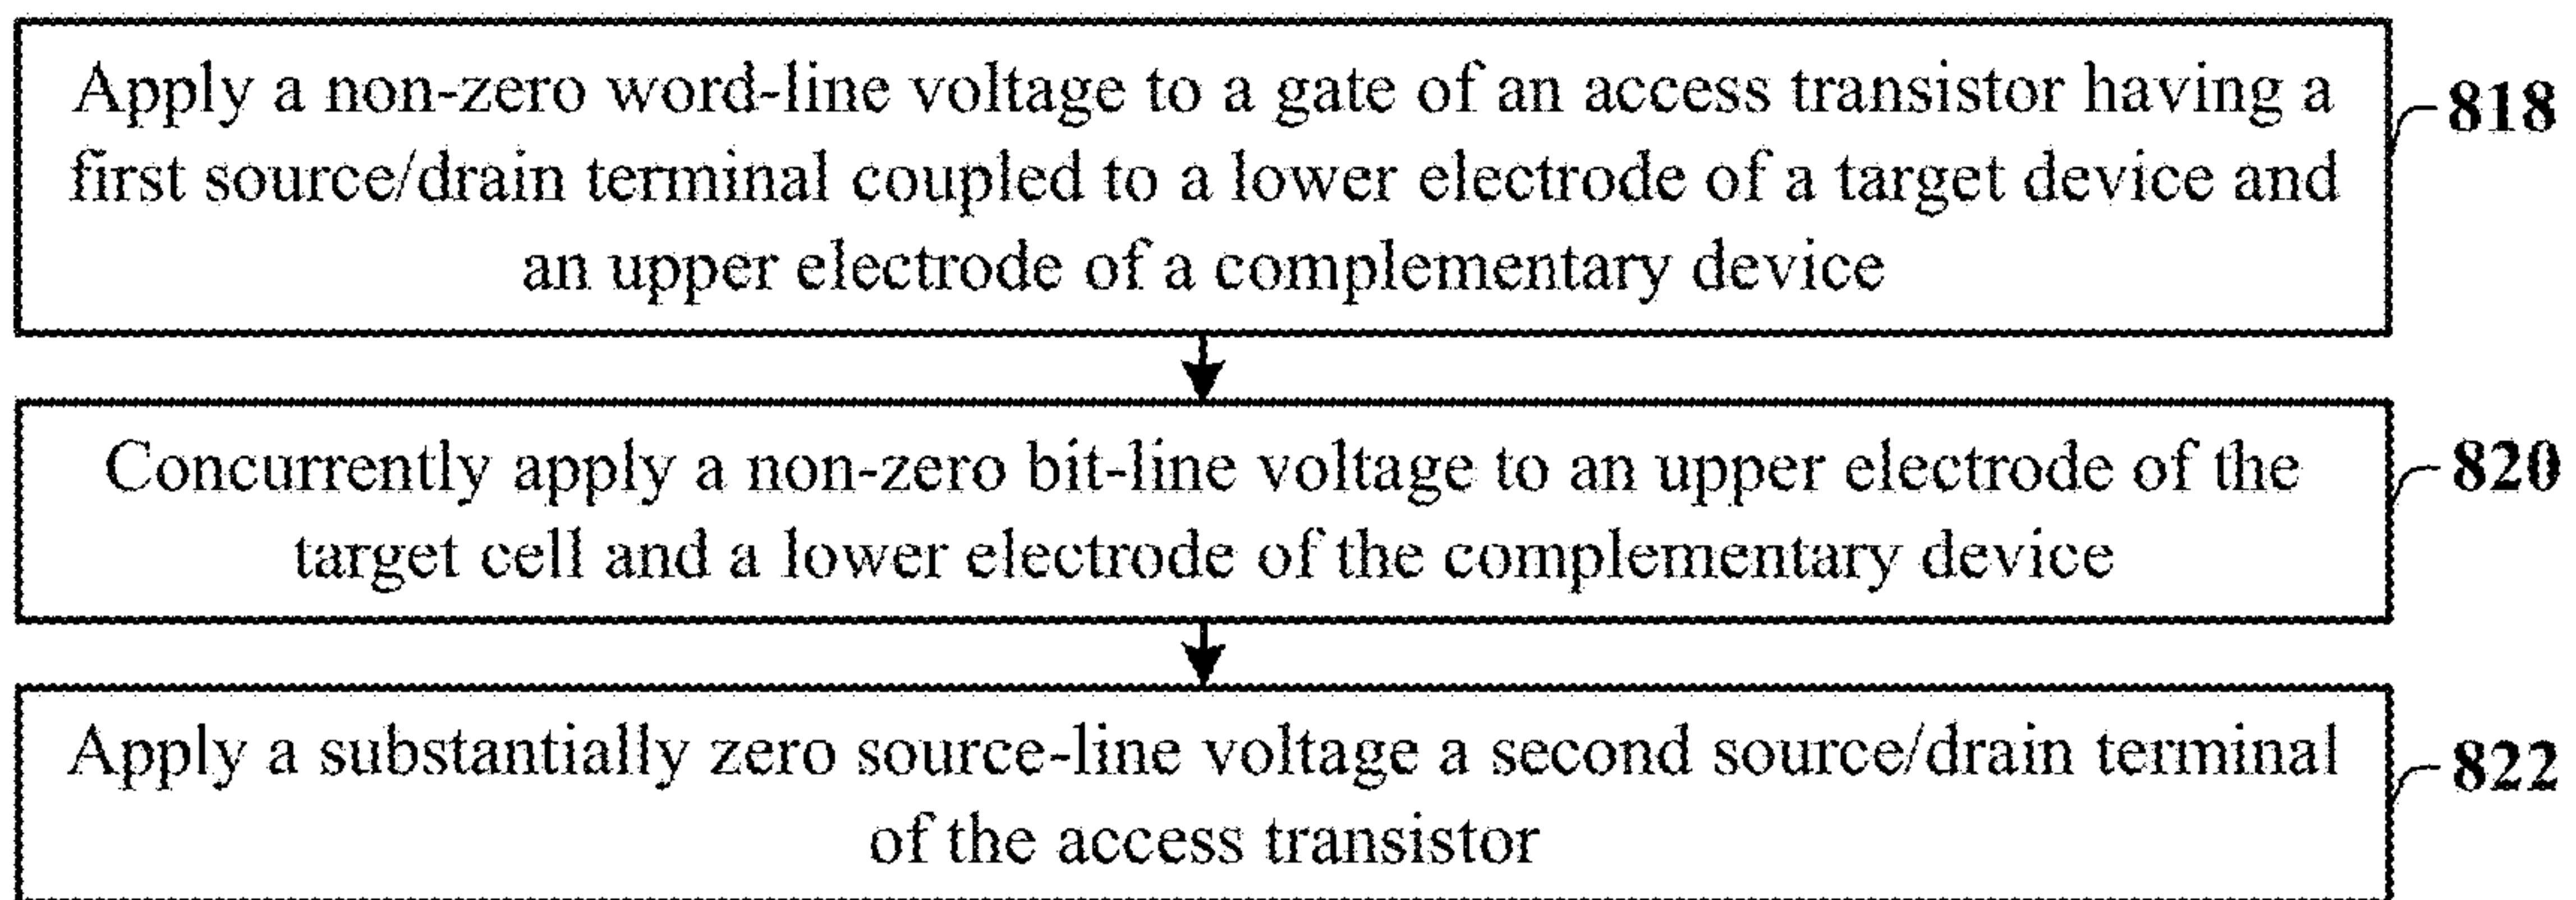 Apply a non-zero word-line voltage to a gate of an access transistor having a
818
first source/drain terminal coupled to a lower electrode of a target device and
an upper electrode of a complementary device
Concurrently apply a non-zero bit-line voltage to an upper electrode of the
820
target cell and a lower electrode of the complementary device
Apply a substantially zero source-line voltage a second source/drain terminal
822
of the access transistor